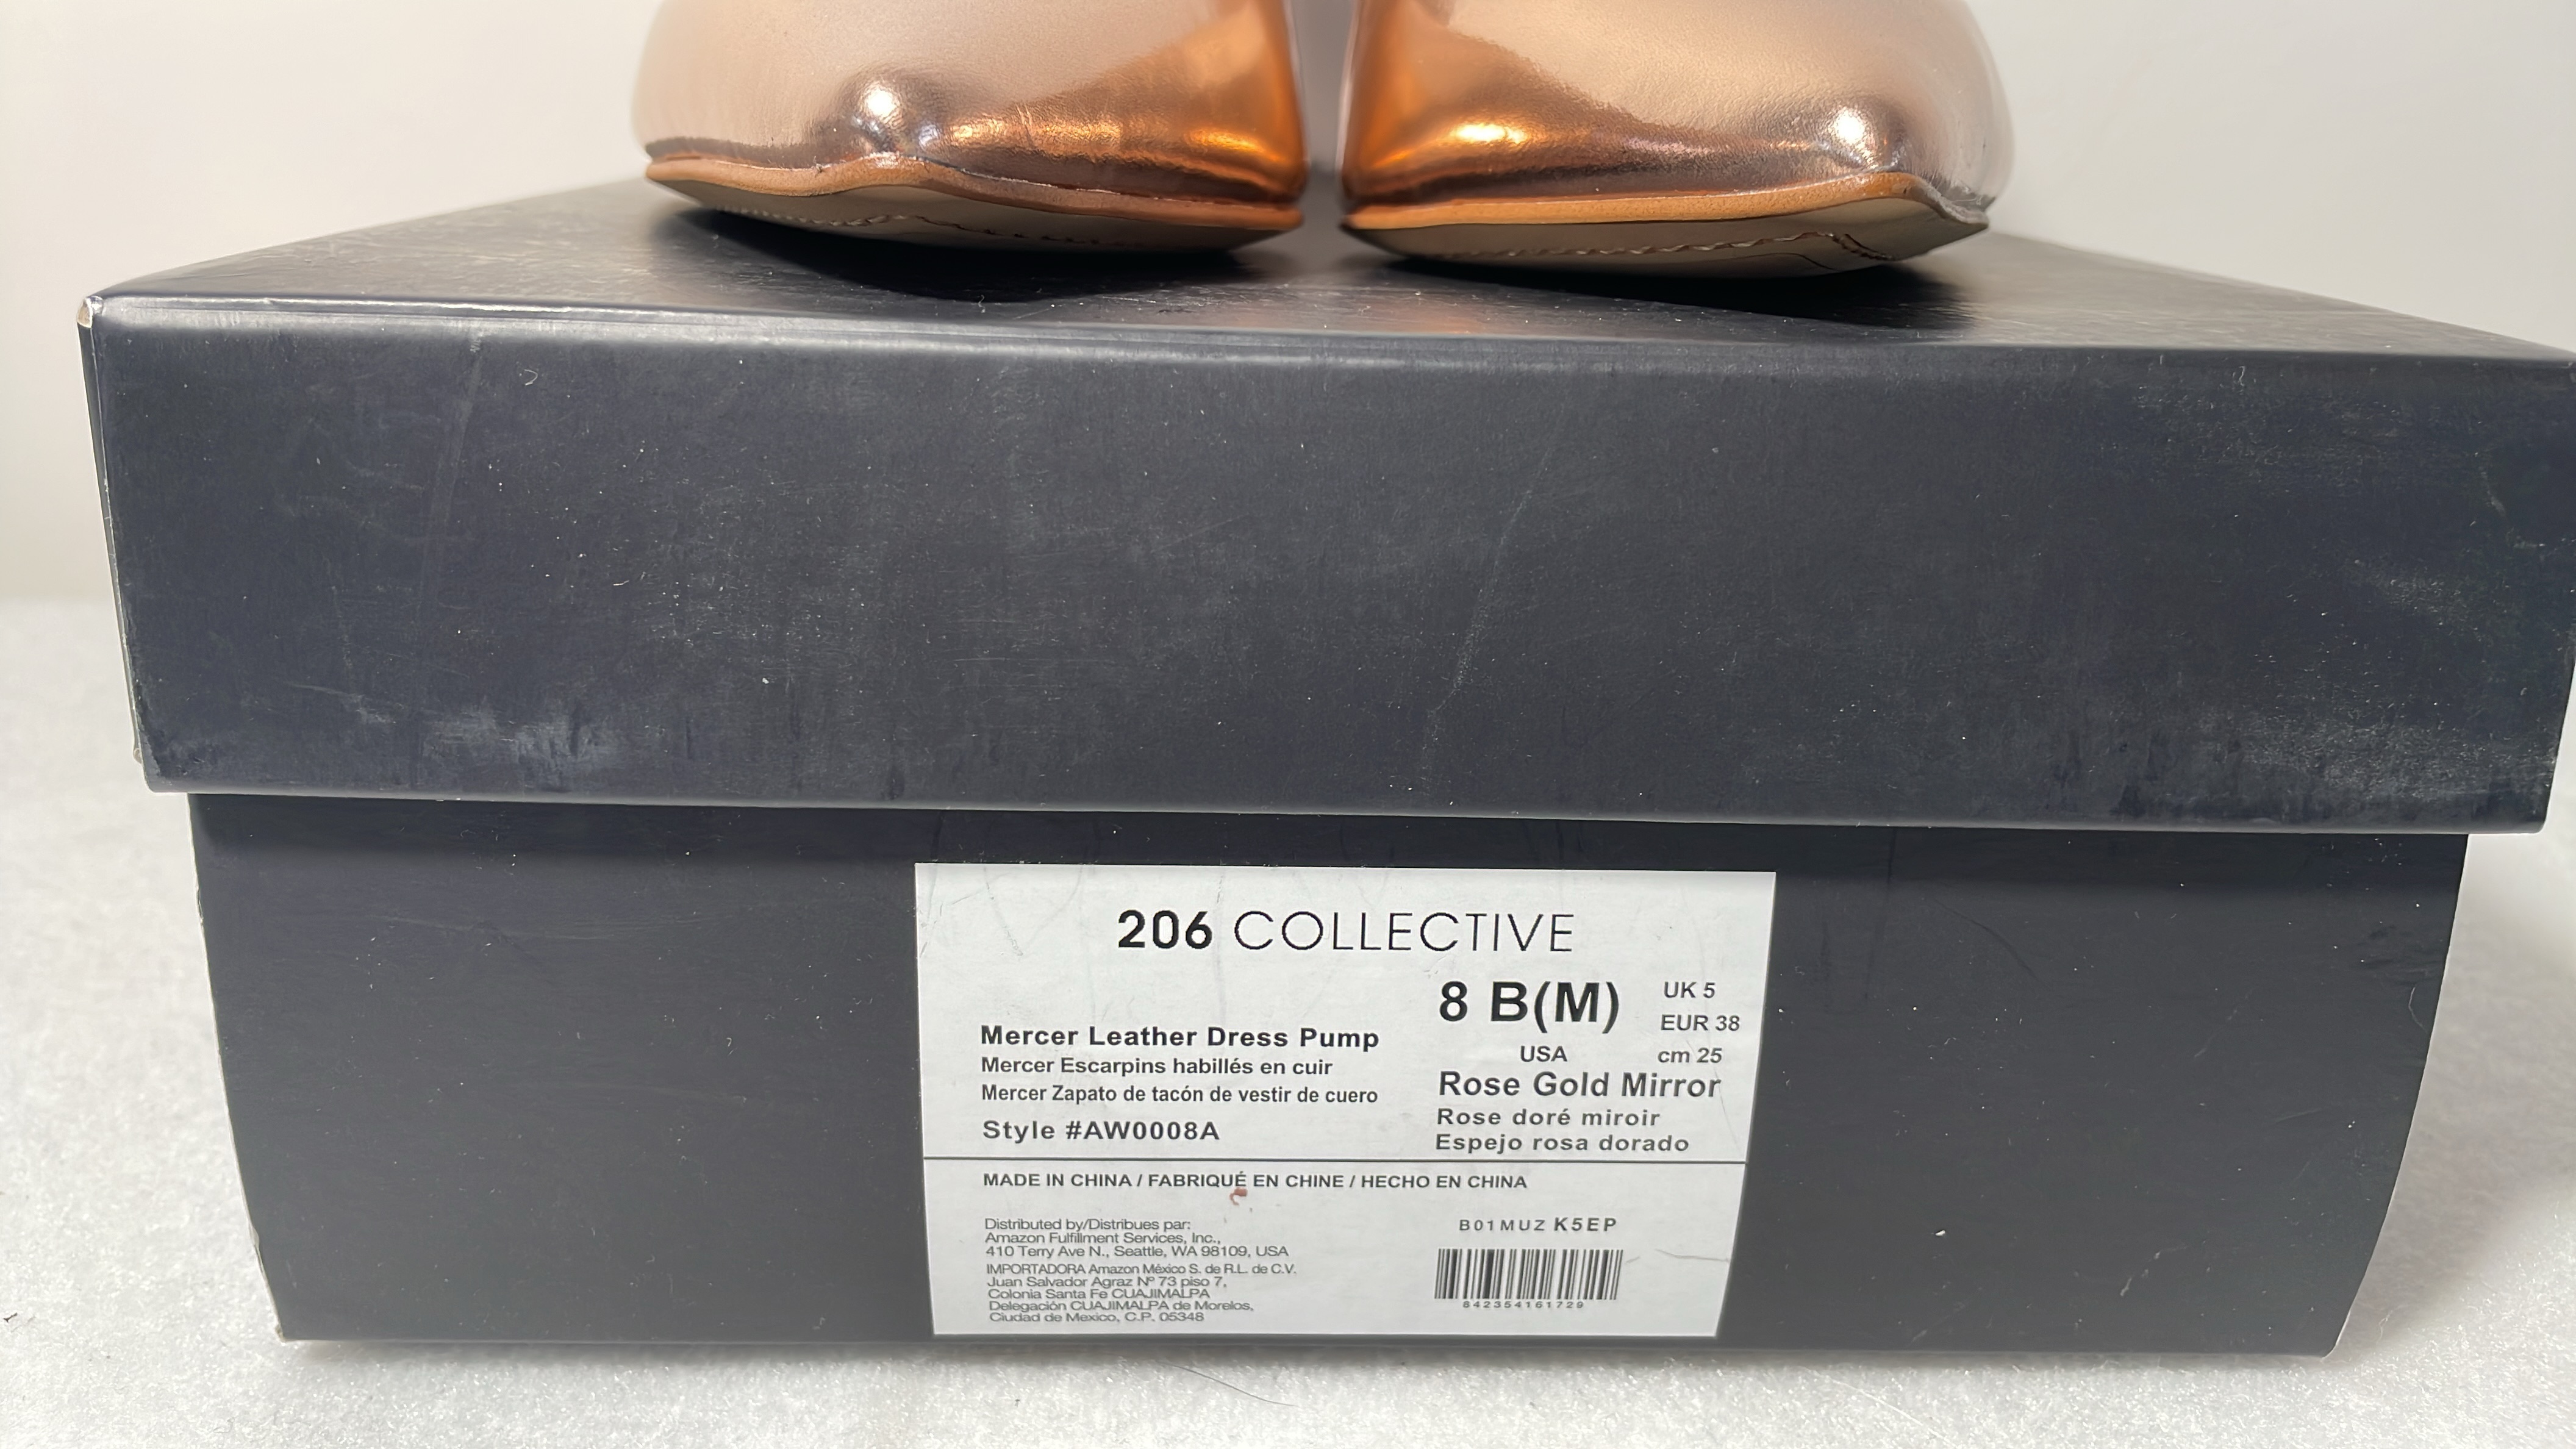 206 COLLECTIVE
8 B(M)
USA
UK 5
EUR 38
cm 25
Mercer Leather Dress Pump
Mercer Escarpins habillés en cuir
Mercer Zapato de tacón de vestir de cuero
Style #AW0008A
Rose Gold Mirror
Rose doré miroir
Espejo rosa dorado
MADE IN CHINA / FABRIQUÉ EN CHINE / HECHO EN CHINA
Distributed by/Distribues par:
Amazon Fulfillment Services, Inc.,
410 Terry Ave N., Seattle, WA 98109, USA
IMPORTADORA Amazon México S. de R.L. de C.V.
Juan Salvador Agraz Nº 73 piso 7,
Colonia Santa Fe CUAJIMALPA
Delegación CUAJIMALPA de Morelos,
Ciudad de Mexico, C.P. 05348
B01MUZ K5EP
842354161729